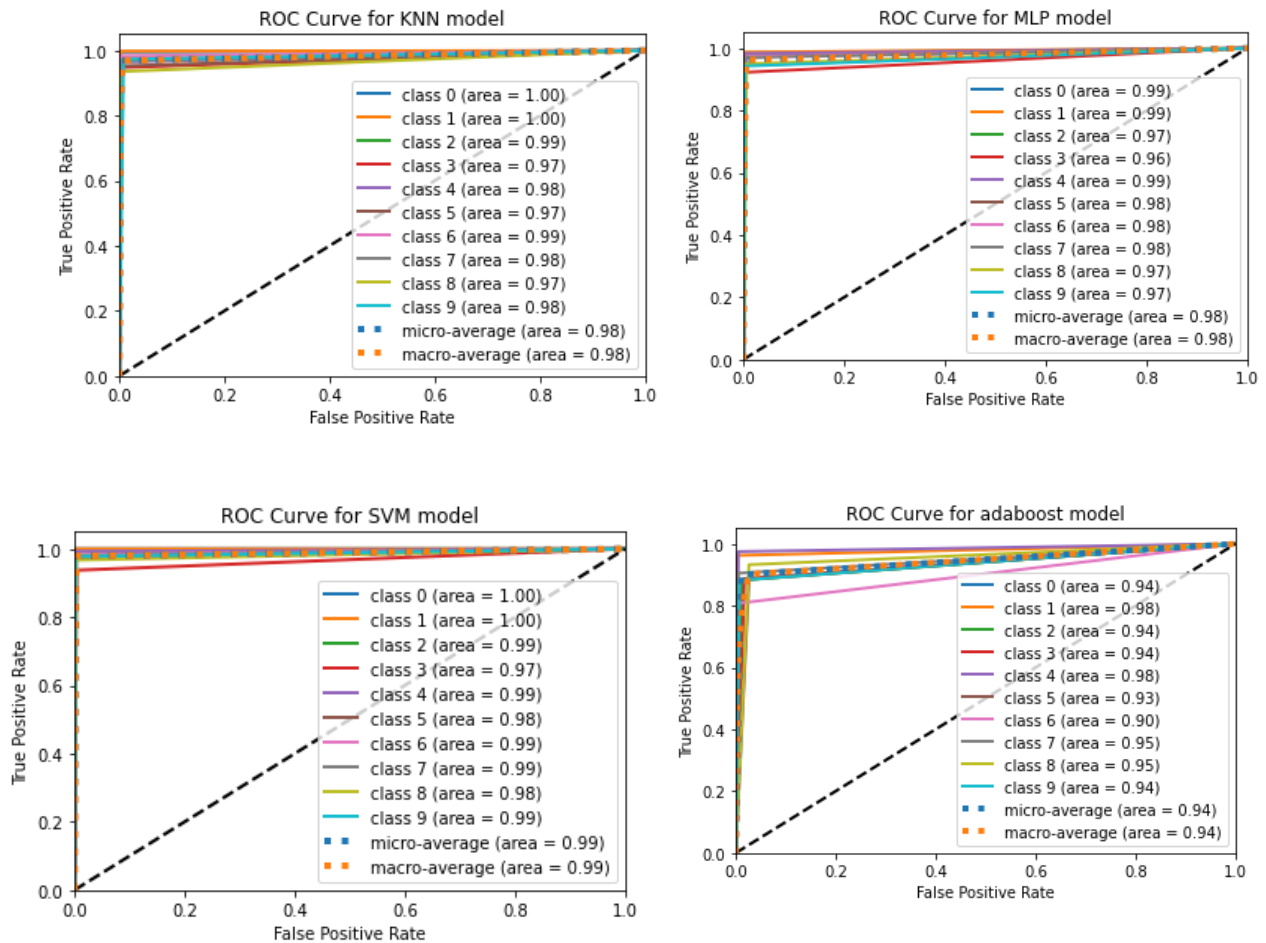 ROC Curve for KNN model
True Positive Rate
1.0
0.8
0.6
0.4
0.2
0.0
class 0 (area = 1.00)
class 1 (area = 1.00)
class 2 (area = 0.99)
class 3 (area = 0.97)
class 4 (area = 0.98)
class 5 (area = 0.97)
class 6 (area = 0.99)
class 7 (area = 0.98)
class 8 (area = 0.97)
class 9 (area = 0.98)
micro-average (area = 0.98)
macro-average (area = 0.98)
0.0 0.2 0.4 0.6 0.8 1.0
False Positive Rate
ROC Curve for MLP model
True Positive Rate
1.0
0.8
0.6
0.4
0.2
0.0
class 0 (area = 0.99)
class 1 (area = 0.99)
class 2 (area = 0.97)
class 3 (area = 0.96)
class 4 (area = 0.99)
class 5 (area = 0.98)
class 6 (area = 0.98)
class 7 (area = 0.98)
class 8 (area = 0.97)
class 9 (area = 0.97)
micro-average (area = 0.98)
macro-average (area = 0.98)
0.0 0.2 0.4 0.6 0.8 1.0
False Positive Rate
ROC Curve for SVM model
True Positive Rate
1.0
0.8
0.6
0.4
0.2
0.0
class 0 (area = 1.00)
class 1 (area = 1.00)
class 2 (area = 0.99)
class 3 (area = 0.97)
class 4 (area = 0.99)
class 5 (area = 0.98)
class 6 (area = 0.99)
class 7 (area = 0.99)
class 8 (area = 0.98)
class 9 (area = 0.99)
micro-average (area = 0.99)
macro-average (area = 0.99)
0.0 0.2 0.4 0.6 0.8 1.0
False Positive Rate
ROC Curve for adaboost model
True Positive Rate
1.0
0.8
0.6
0.4
0.2
0.0
class 0 (area = 0.94)
class 1 (area = 0.98)
class 2 (area = 0.94)
class 3 (area = 0.94)
class 4 (area = 0.98)
class 5 (area = 0.93)
class 6 (area = 0.90)
class 7 (area = 0.95)
class 8 (area = 0.95)
class 9 (area = 0.94)
micro-average (area = 0.94)
macro-average (area = 0.94)
0.0 0.2 0.4 0.6 0.8 1.0
False Positive Rate